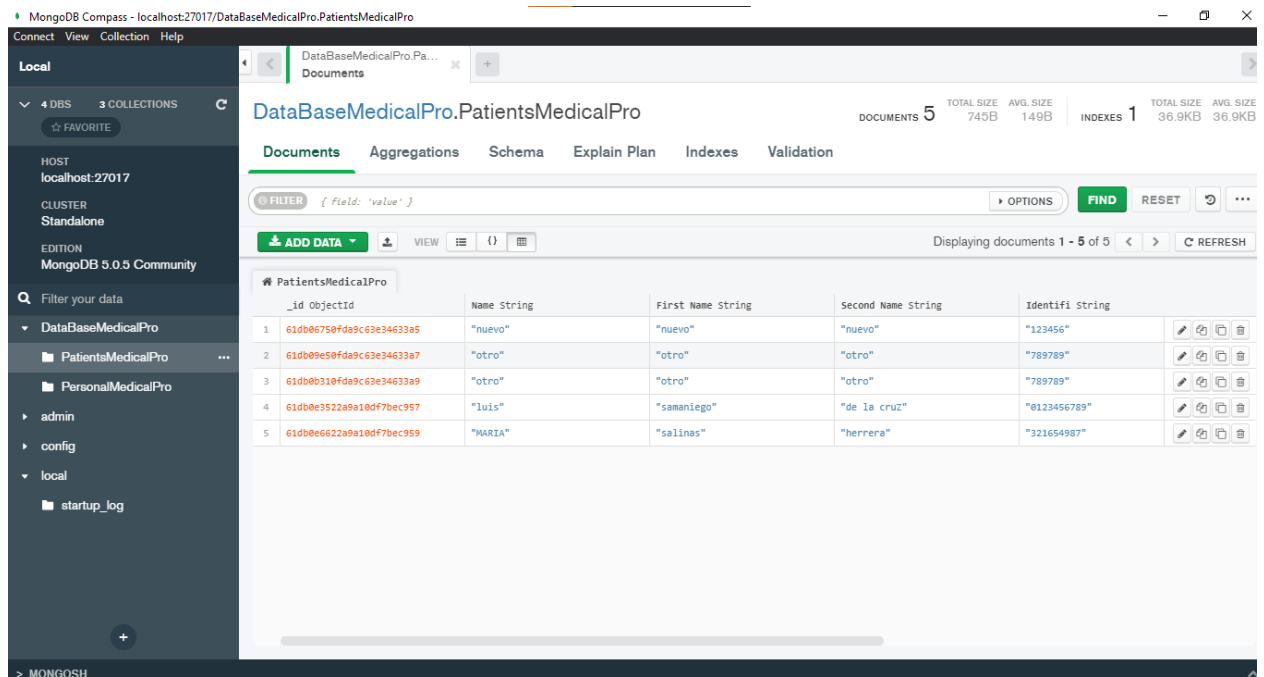 MongoDB Compass - localhost:27017/DataBaseMedicalPro.PatientsMedicalPro
Connect View Collection Help
Local
4 DBS 3 COLLECTIONS
FAVORITE
HOST
localhost:27017
CLUSTER
Standalone
EDITION
MongoDB 5.0.5 Community
Filter your data
DataBaseMedicalPro
PatientsMedicalPro
PersonalMedicalPro
admin
config
local
startup_log
> MONGOSH
DataBaseMedicalPro.Pa...
Documents
DataBaseMedicalPro.PatientsMedicalPro
DOCUMENTS 5 TOTAL SIZE 745B AVG. SIZE 149B INDEXES 1 TOTAL SIZE 36.9KB AVG. SIZE 36.9KB
Documents Aggregations Schema Explain Plan Indexes Validation
FILTER { field: 'value' } OPTIONS FIND RESET
ADD DATA VIEW Displaying documents 1 - 5 of 5 REFRESH
PatientsMedicalPro
_id ObjectId Name String First Name String Second Name String Identifi String
1 61db06750fda9c63e34633a5 "nuevo" "nuevo" "nuevo" "123456"
2 61db09e50fda9c63e34633a7 "otro" "otro" "otro" "789789"
3 61db0b310fda9c63e34633a9 "otro" "otro" "otro" "789789"
4 61db0e3522a9a10df7bec957 "luis" "samaniego" "de la cruz" "0123456789"
5 61db0e6622a9a10df7bec959 "MARIA" "salinas" "herrera" "321654987"